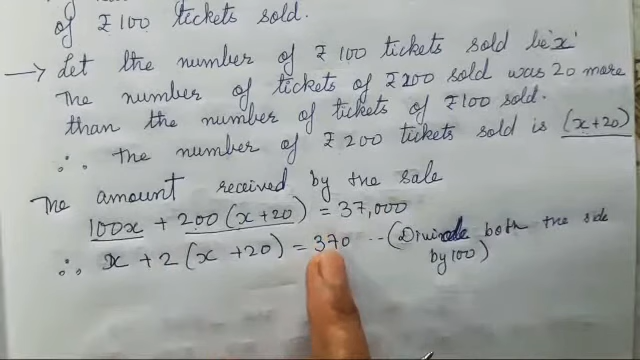 of ₹100 tickets sold.
→ Let the number of ₹100 tickets sold be 'x'
The number of tickets of ₹200 sold was 20 more
than the number of tickets of ₹100 sold.
∴ the number of ₹200 tickets sold is (x+20)
The amount received by the sale
100x + 200 (x+20) = 37,000
∴ x + 2(x+20) = 370 -- (Divide both the side
by 100)